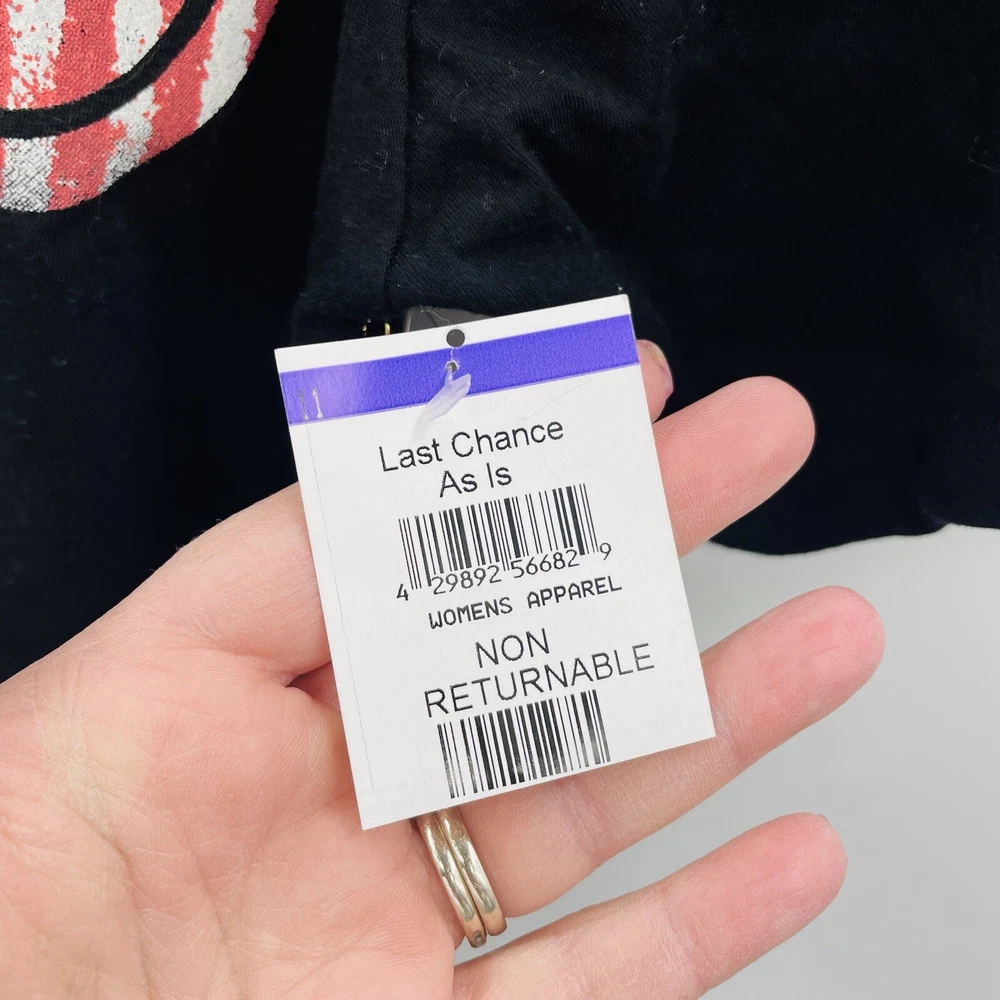 11
Last Chance
As Is
4 29892 56682 9
WOMENS APPAREL
NON
RETURNABLE